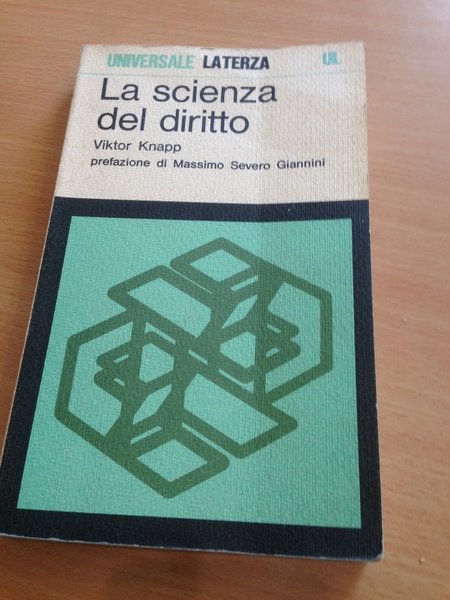 UNIVERSALE LATERZA UL
La scienza
del diritto
Viktor Knapp
prefazione di Massimo Severo Giannini